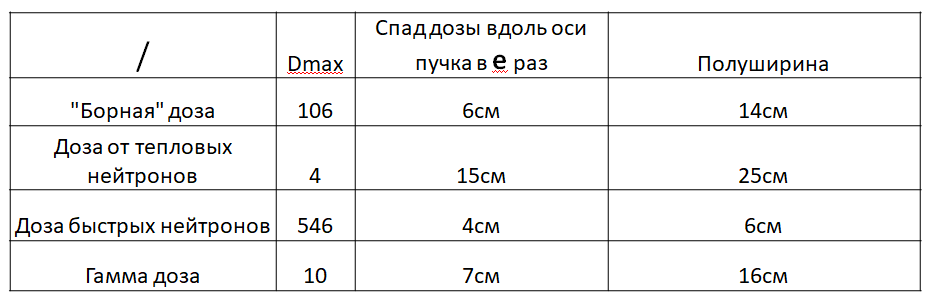 /
Dmax
Спад дозы вдоль оси
пучка в е раз
Полуширина
"Борная" доза
106
6см
14см
Доза от тепловых
нейтронов
4
15см
25см
Доза быстрых нейтронов
546
4см
6см
Гамма доза
10
7см
16см